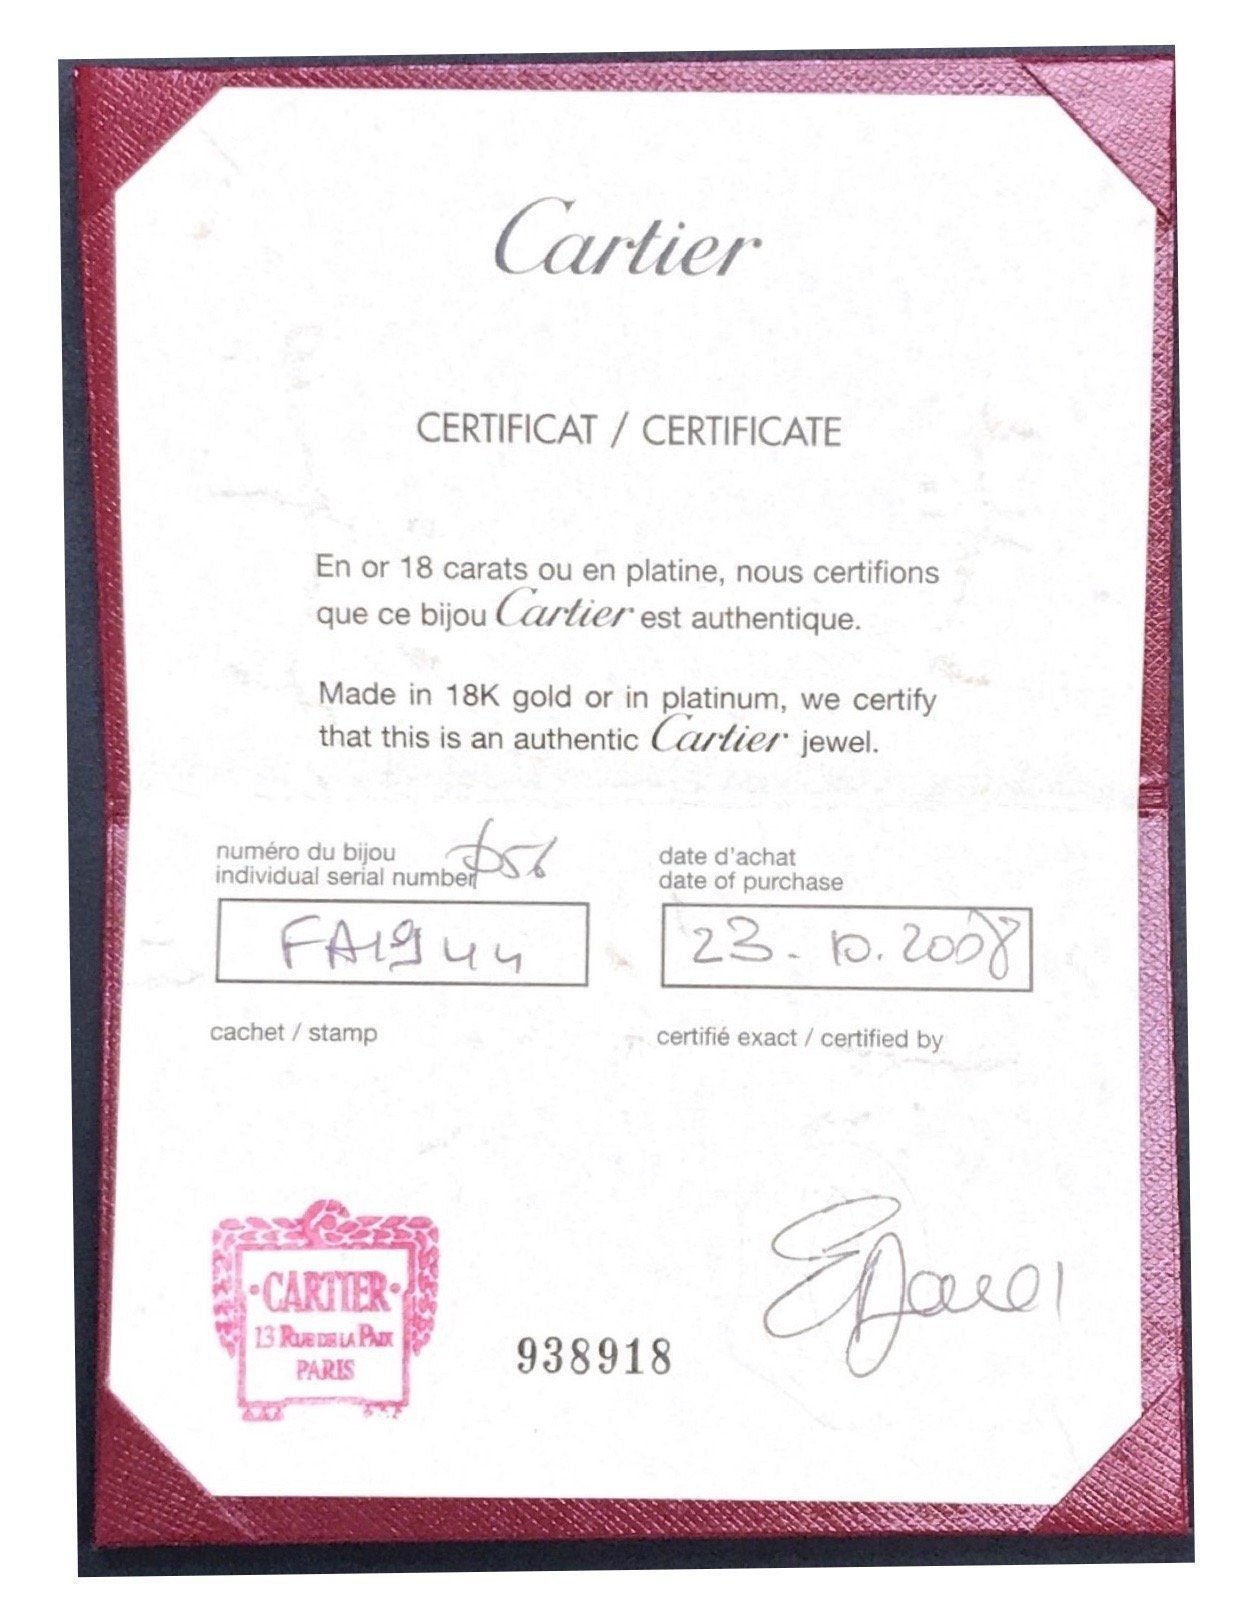 Cartier
CERTIFICAT / CERTIFICATE
En or 18 carats ou en platine, nous certifions
que ce bijou Cartier est authentique.
Made in 18K gold or in platinum, we certify
that this is an authentic Cartier jewel.
numéro du bijou
individual serial number
FA1944
date d'achat
date of purchase
23.10.2008
cachet / stamp
certifié exact / certified by
·CARTIER·
13 RUE DE LA PAIX
PARIS
938918